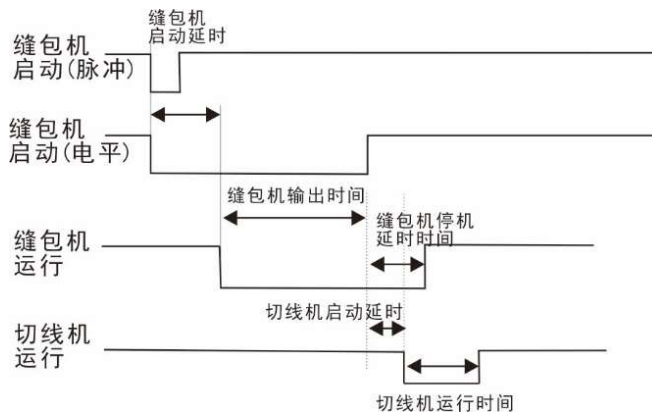 缝包机
启动延时
缝包机
启动(脉冲)
缝包机
启动(电平)
缝包机输出时间
缝包机停机
延时时间
缝包机
运行
切线机启动延时
切线机
运行
切线机运行时间